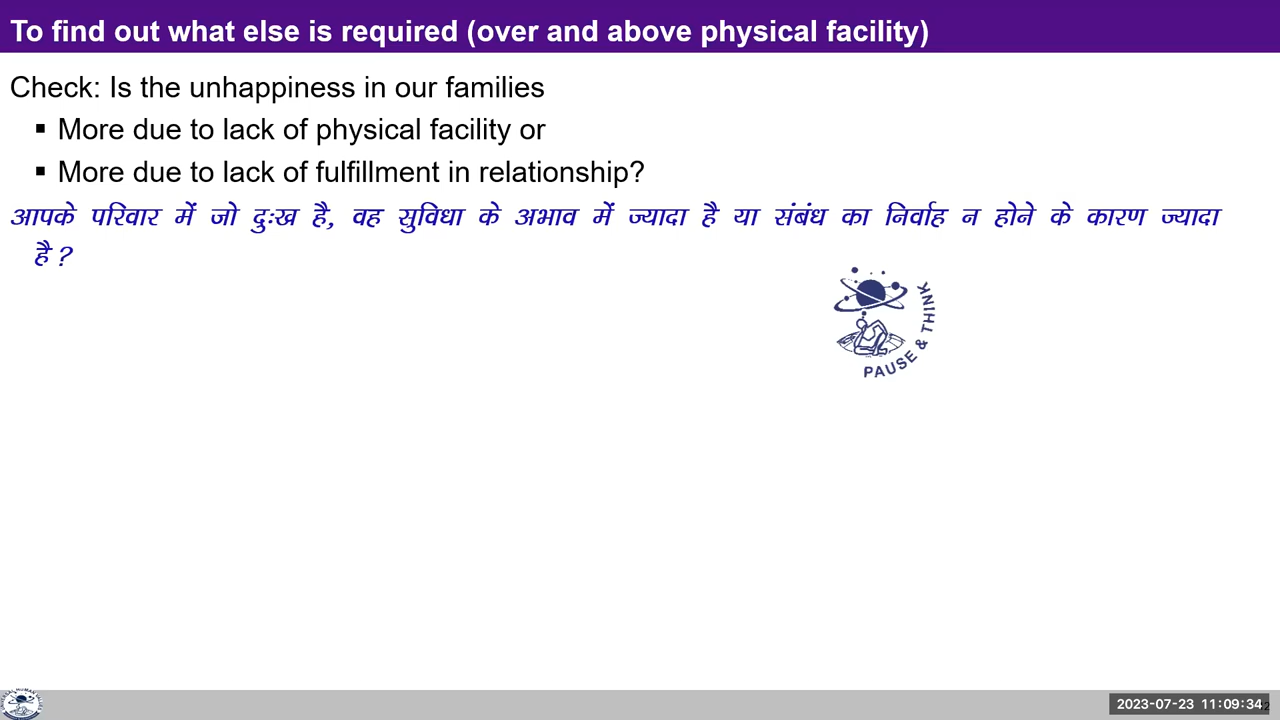 To find out what else is required (over and above physical facility)
Check: Is the unhappiness in our families
▪ More due to lack of physical facility or
▪ More due to lack of fulfillment in relationship?
आपके परिवार में जो दुःख है, वह सुविधा के अभाव में ज्यादा है या संबंध का निर्वाह न होने के कारण ज्यादा
है?
PAUSE & THINK
2023-07-23 11:09:34